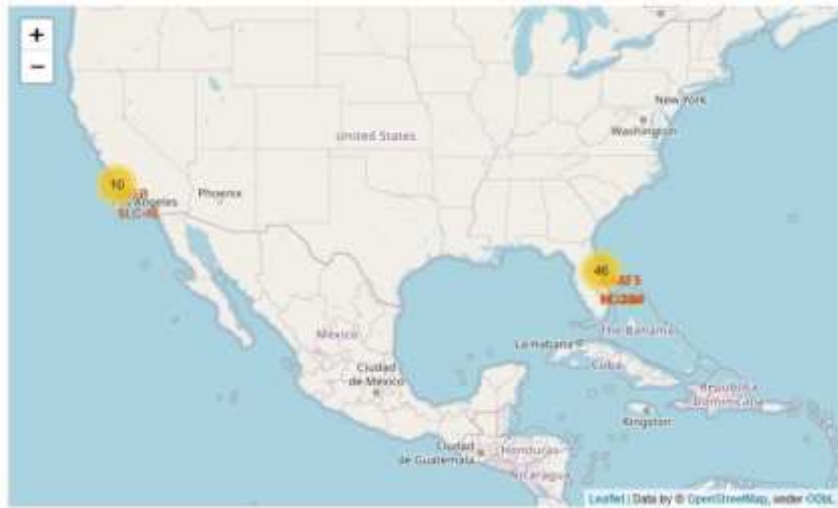 +
−
New York
Washington
United States
10
Phoenix
46
México
La Habana
The Bahamas
Cuba
Ciudad
de México
República
Dominicana
Kingston
Ciudad
de Guatemala
Honduras
Nicaragua
Leaflet | Data by © OpenStreetMap, under ODbL.